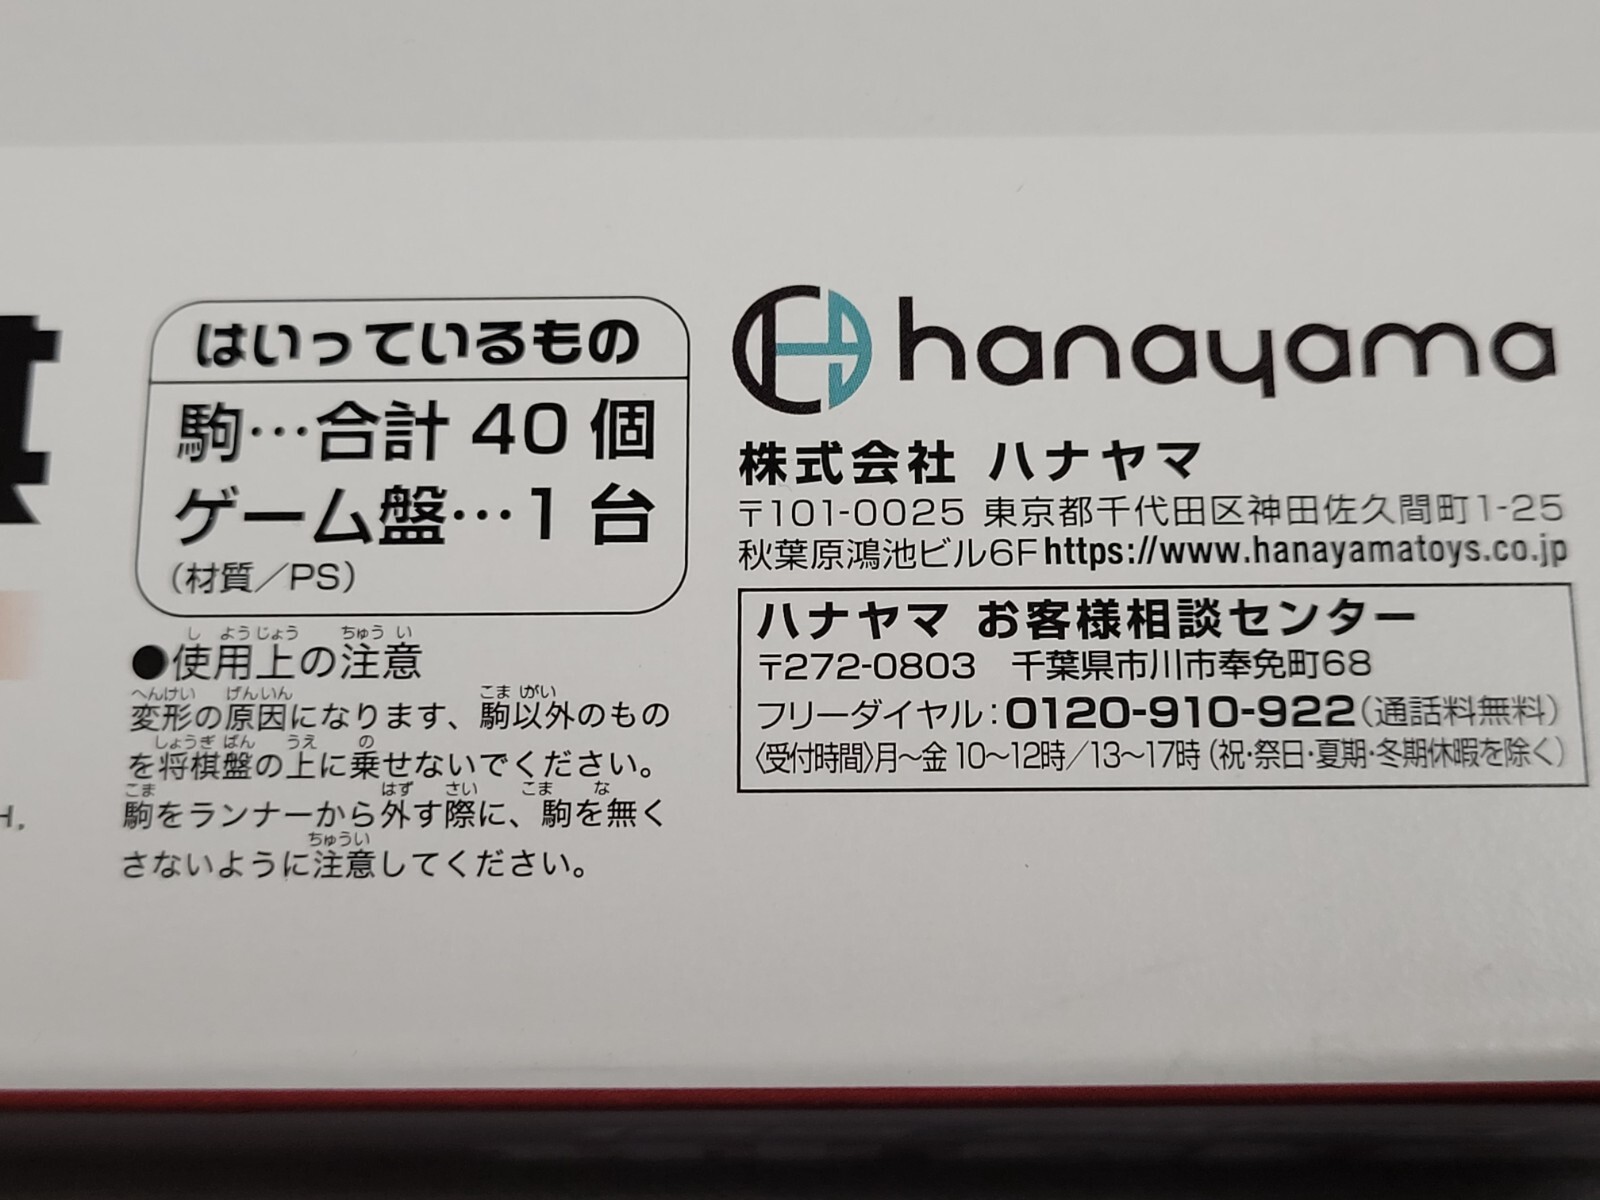 はいっているもの
駒…合計 40 個
ゲーム盤…1 台
(材質／PS)
●使用上の注意
変形の原因になります、駒以外のもの
を将棋盤の上に乗せないでください。
駒をランナーから外す際に、駒を無く
さないように注意してください。
hanayama
株式会社 ハナヤマ
〒101-0025 東京都千代田区神田佐久間町1-25
秋葉原鴻池ビル6F https://www.hanayamatoys.co.jp
ハナヤマ お客様相談センター
〒272-0803 千葉県市川市奉免町68
フリーダイヤル：0120-910-922(通話料無料)
〈受付時間〉月～金 10～12時／13～17時 (祝・祭日・夏期・冬期休暇を除く)